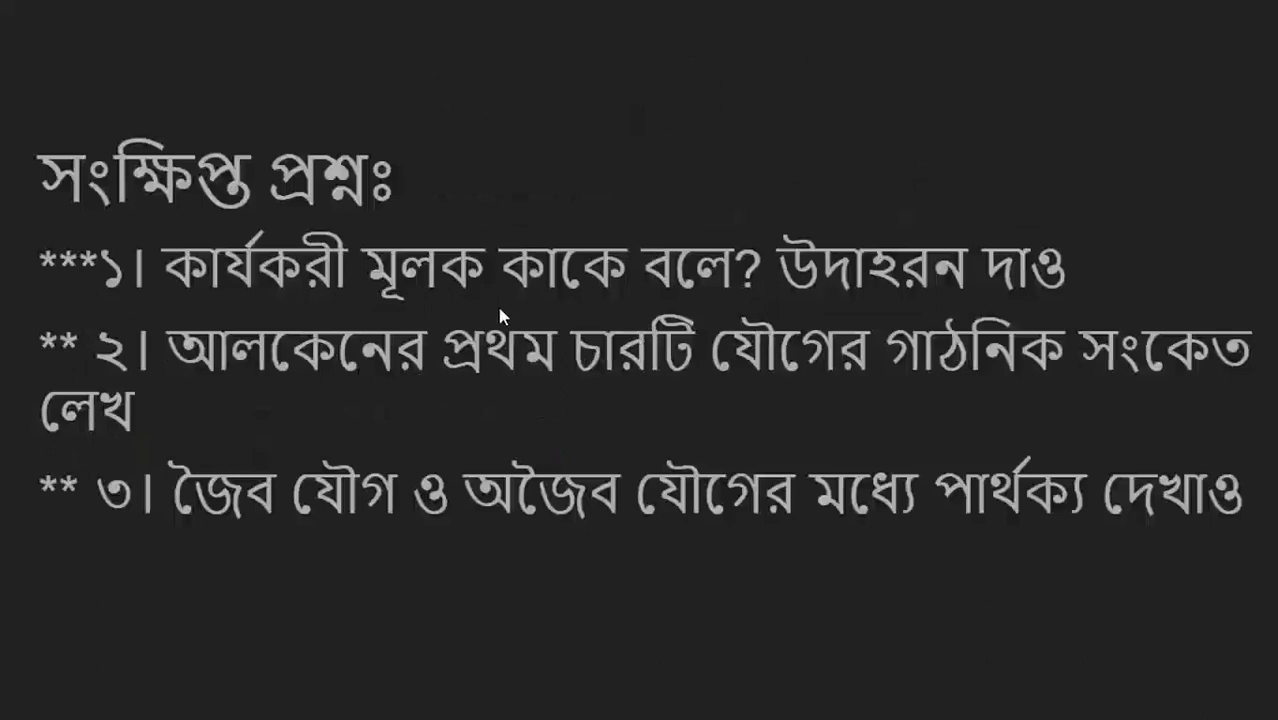 সংক্ষিপ্ত প্রশ্নঃ
***১। কার্যকরী মূলক কাকে বলে? উদাহরন দাও
** ২। আলকেনের প্রথম চারটি যৌগের গাঠনিক সংকেত
লেখ
** ৩। জৈব যৌগ ও অজৈব যৌগের মধ্যে পার্থক্য দেখাও